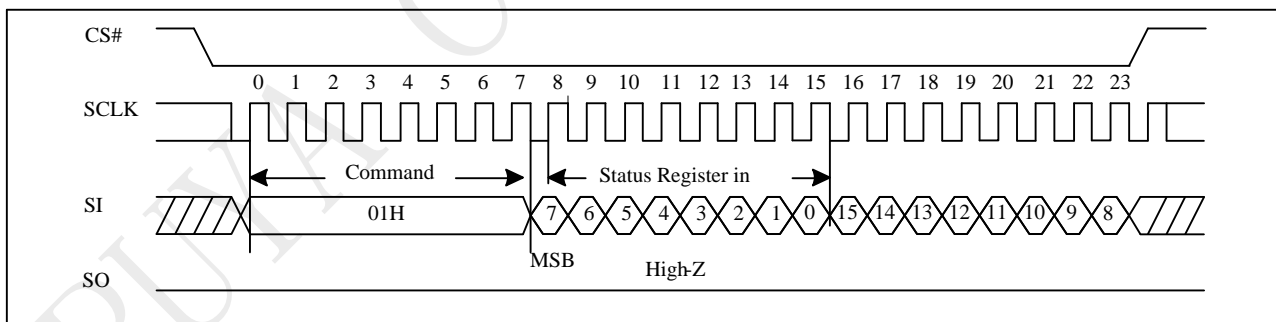 CS#
0 1 2 3 4 5 6 7 8 9 10 11 12 13 14 15 16 17 18 19 20 21 22 23
SCLK
Command Status Register in
SI 01H 7 6 5 4 3 2 1 0 15 14 13 12 11 10 9 8
MSB High-Z
SO
PUYA